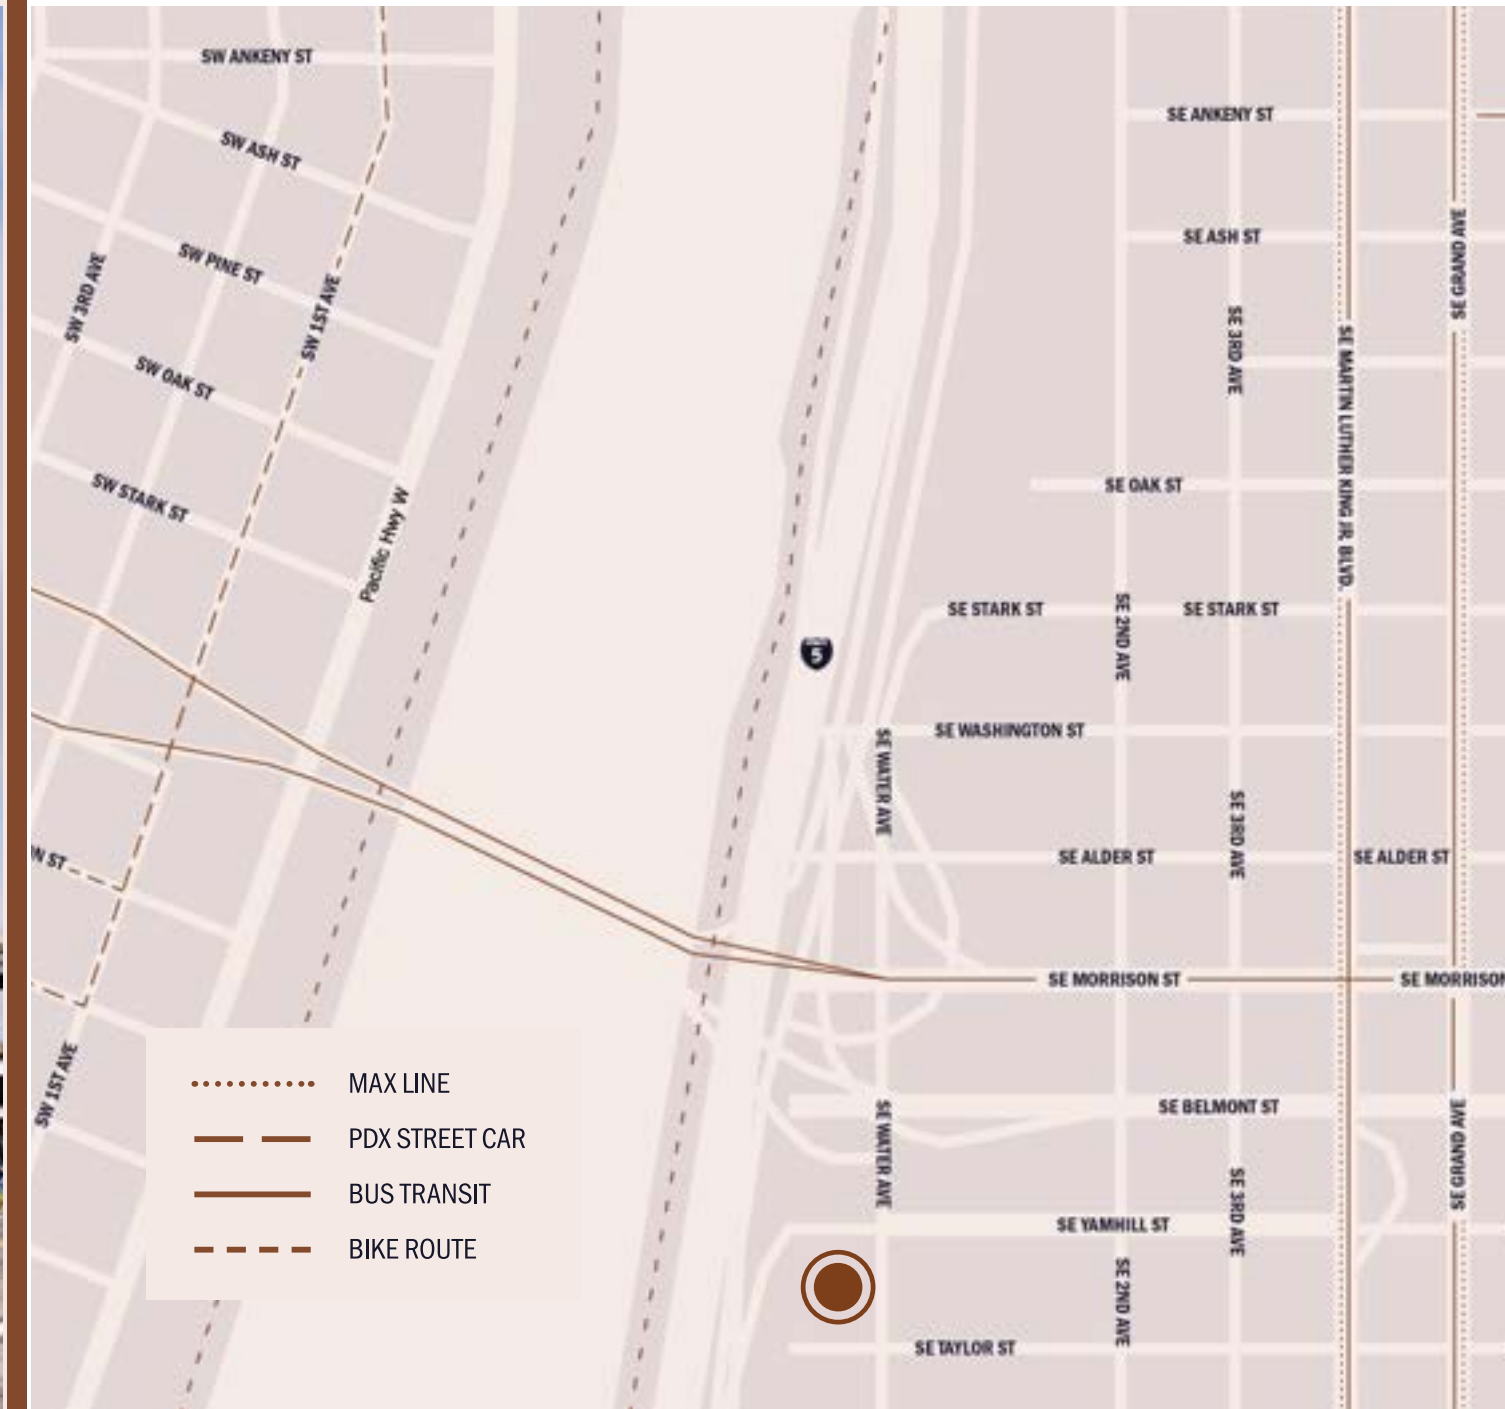 SW ANKENY ST
SE ANKENY ST
SW ASH ST
SE ASH ST
SE GRAND AVE
SW PINE ST
SW 3RD AVE
SW 1ST AVE
SE 3RD AVE
SE MARTIN LUTHER KING JR. BLVD.
SW OAK ST
SE OAK ST
SW STARK ST
Pacific Hwy W
SE STARK ST
SE STARK ST
SE 2ND AVE
5
SE WASHINGTON ST
SE WATER AVE
SE 3RD AVE
N ST
SE ALDER ST
SE ALDER ST
SE MORRISON ST
SE MORRISON
SW 1ST AVE
MAX LINE
PDX STREET CAR
BUS TRANSIT
BIKE ROUTE
SE BELMONT ST
SE WATER AVE
SE GRAND AVE
SE 3RD AVE
SE YAMHILL ST
SE 2ND AVE
SE TAYLOR ST